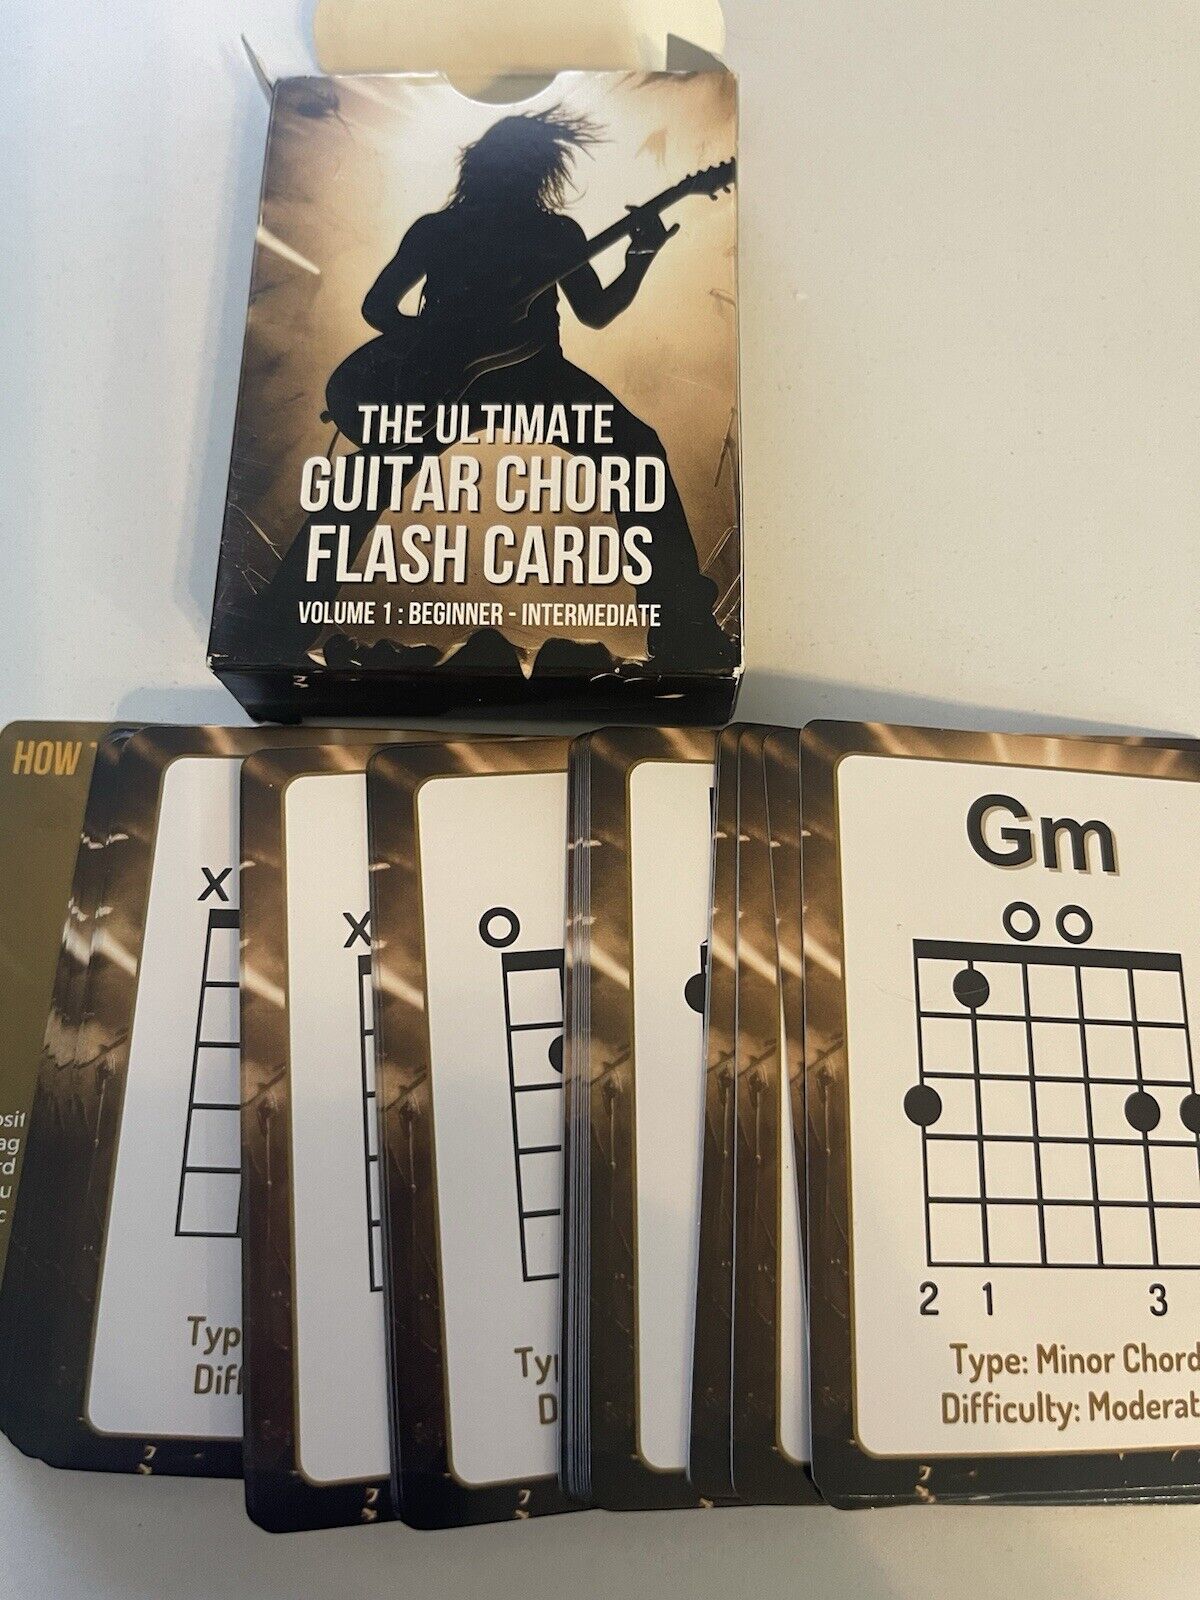 THE ULTIMATE
GUITAR CHORD
FLASH CARDS
VOLUME 1 : BEGINNER - INTERMEDIATE
HOW
X
X
O
Gm
O O
2 1 3
Type: Minor Chord
Difficulty: